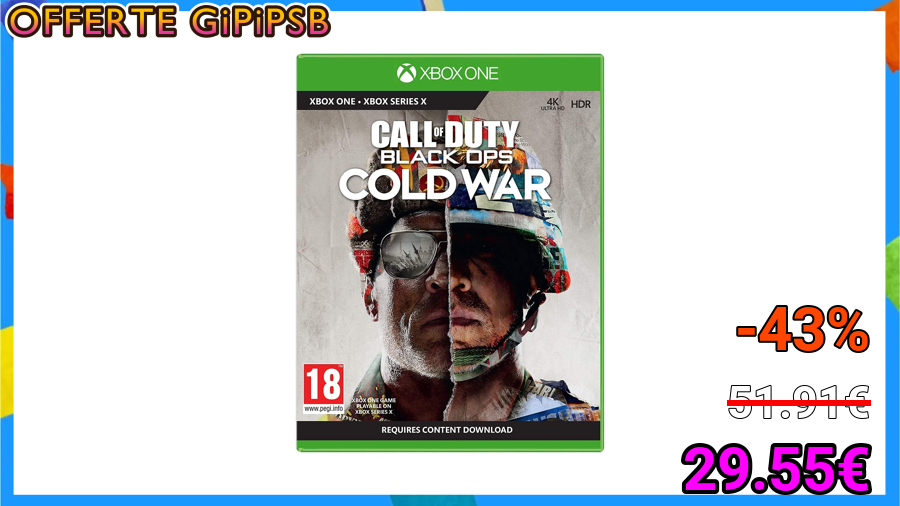 OFFERTE GiPiPSB
XBOX ONE
XBOX ONE • XBOX SERIES X
4K
ULTRA HD
HDR
CALL OF DUTY
BLACK OPS
COLD WAR
18
www.pegi.info
XBOX ONE GAME
PLAYABLE ON
XBOX SERIES X
REQUIRES CONTENT DOWNLOAD
-43%
51.91€
29.55€